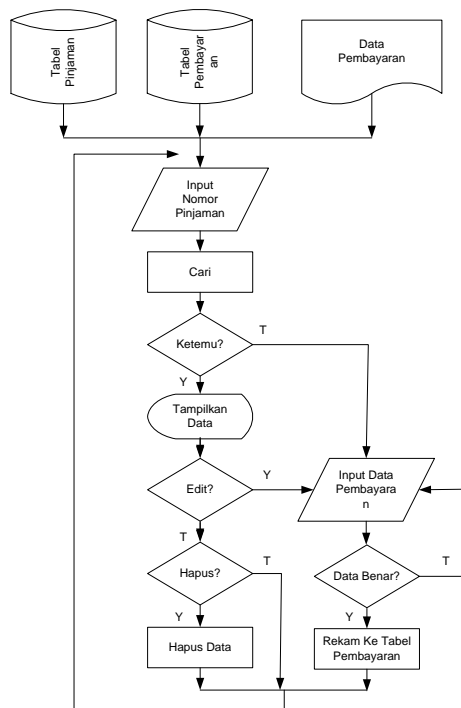 Tabel
Pinjaman
Tabel
Pembayar
an
Data
Pembayaran
Input
Nomor
Pinjaman
Cari
Ketemu?
T
Y
Tampilkan
Data
Edit?
Y
Input Data
Pembayara
n
T
Hapus?
T
Data Benar?
T
Y
Y
Hapus Data
Rekam Ke Tabel
Pembayaran